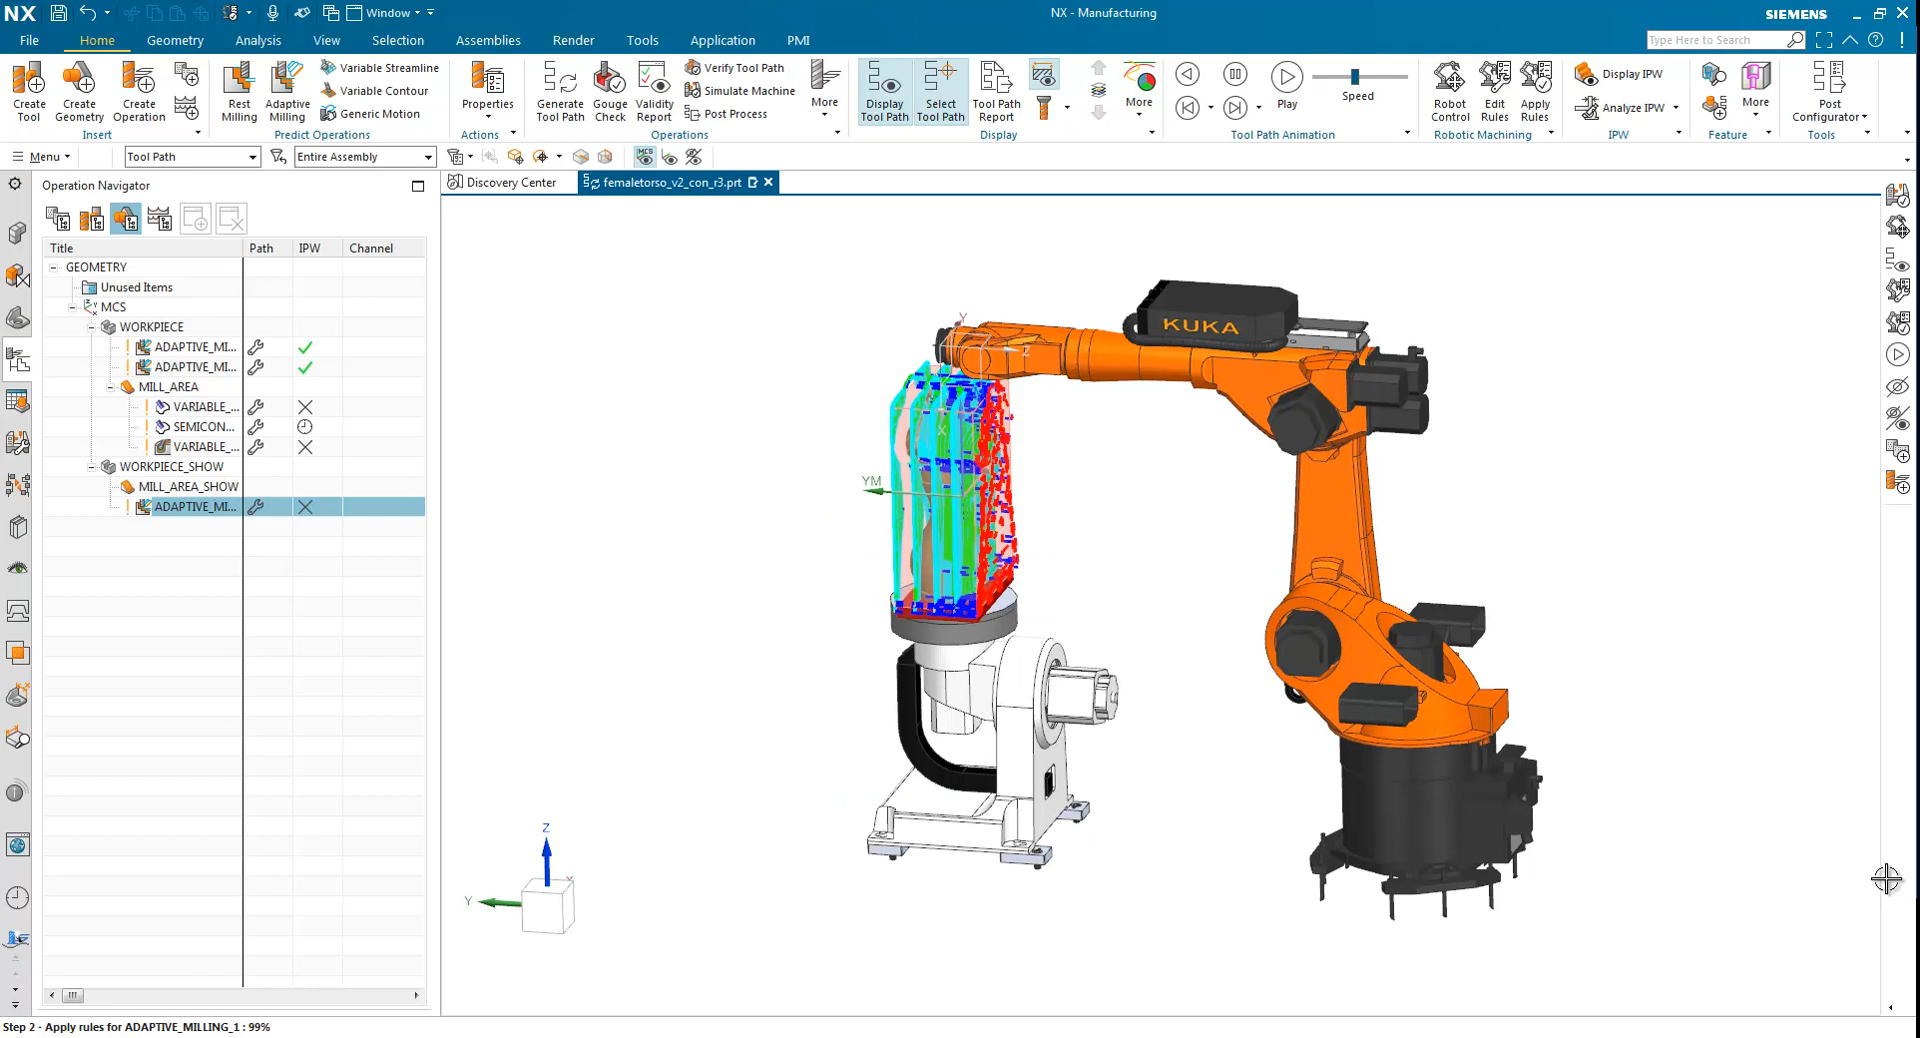 NX
Window
NX - Manufacturing
SIEMENS
File
Home
Geometry
Analysis
View
Selection
Assemblies
Render
Tools
Application
PMI
Type Here to Search
Create Tool
Create Geometry
Create Operation
Insert
Rest Milling
Adaptive Milling
Variable Streamline
Variable Contour
Generic Motion
Predict Operations
Properties
Actions
Generate Tool Path
Gouge Check
Validity Report
Verify Tool Path
Simulate Machine
Post Process
More
Operations
Display Tool Path
Select Tool Path
Tool Path Report
More
Display
Play
Speed
Tool Path Animation
Robot Control
Edit Rules
Apply Rules
Robotic Machining
Display IPW
Analyze IPW
IPW
More
Feature
Post Configurator
Tools
Menu
Tool Path
Entire Assembly
MCS
Operation Navigator
Discovery Center
femaletorso_v2_con_r3.prt
Title Path IPW Channel
GEOMETRY
Unused Items
MCS
WORKPIECE
ADAPTIVE_MI...
ADAPTIVE_MI...
MILL_AREA
VARIABLE_...
SEMICON...
VARIABLE_...
WORKPIECE_SHOW
MILL_AREA_SHOW
ADAPTIVE_MI...
KUKA
Y
Z
X
YM
Z
Y
X
Step 2 - Apply rules for ADAPTIVE_MILLING_1 : 99%